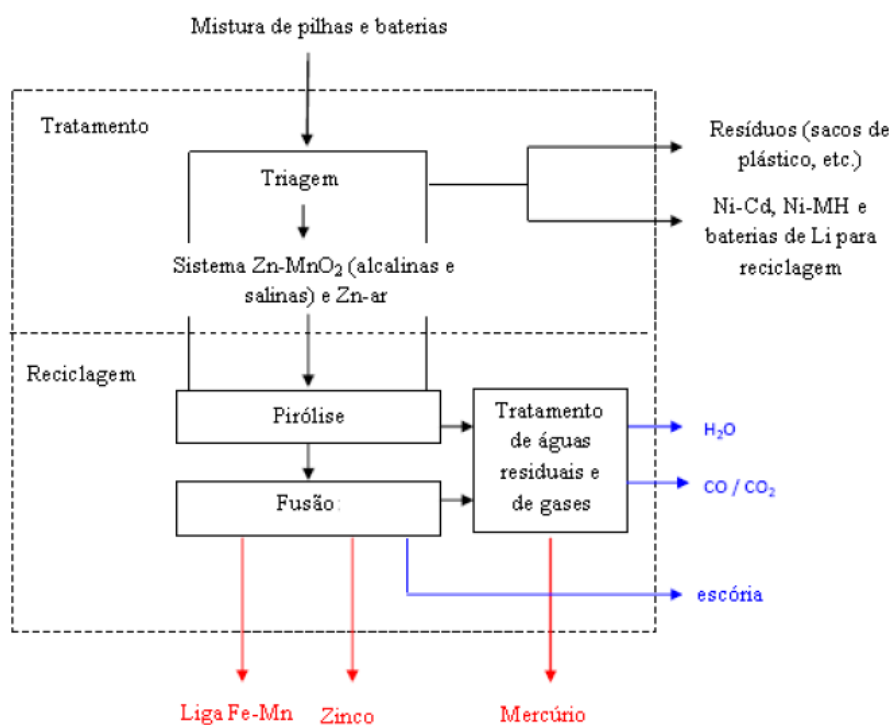 Mistura de pilhas e baterias
Tratamento
Triagem
Sistema Zn-MnO₂ (alcalinas e
salinas) e Zn-ar
Resíduos (sacos de
plástico, etc.)
Ni-Cd, Ni-MH e
baterias de Li para
reciclagem
Reciclagem
Pirólise
Fusão:
Tratamento
de águas
residuais e
de gases
H₂O
CO / CO₂
escória
Liga Fe-Mn
Zinco
Mercúrio